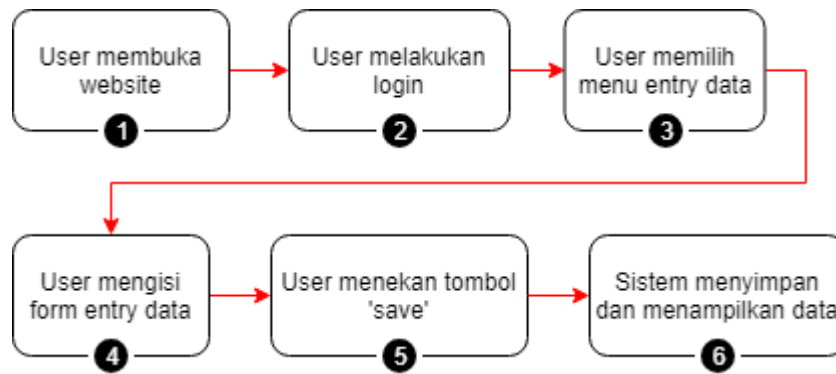 User membuka
website
1
User melakukan
login
2
User memilih
menu entry data
3
User mengisi
form entry data
4
User menekan tombol
'save'
5
Sistem menyimpan
dan menampilkan data
6